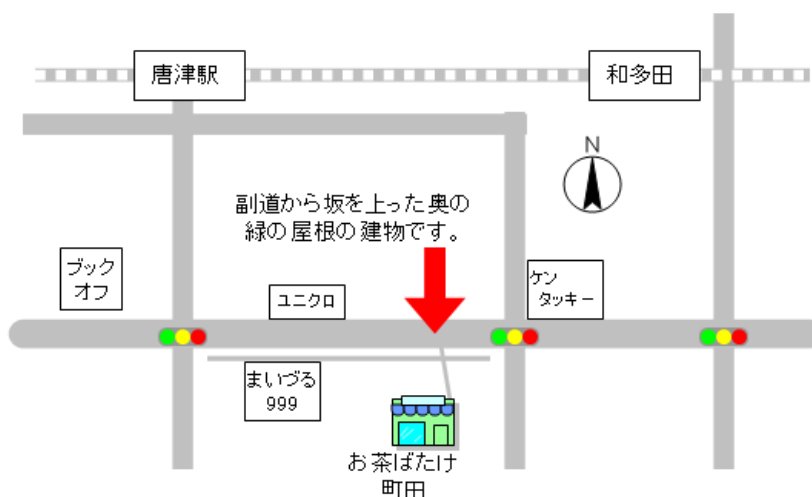 唐津駅
和多田
N
副道から坂を上った奥の
緑の屋根の建物です。
ブック
オフ
ユニクロ
ケン
タッキー
まいづる
999
お茶ばたけ
町田